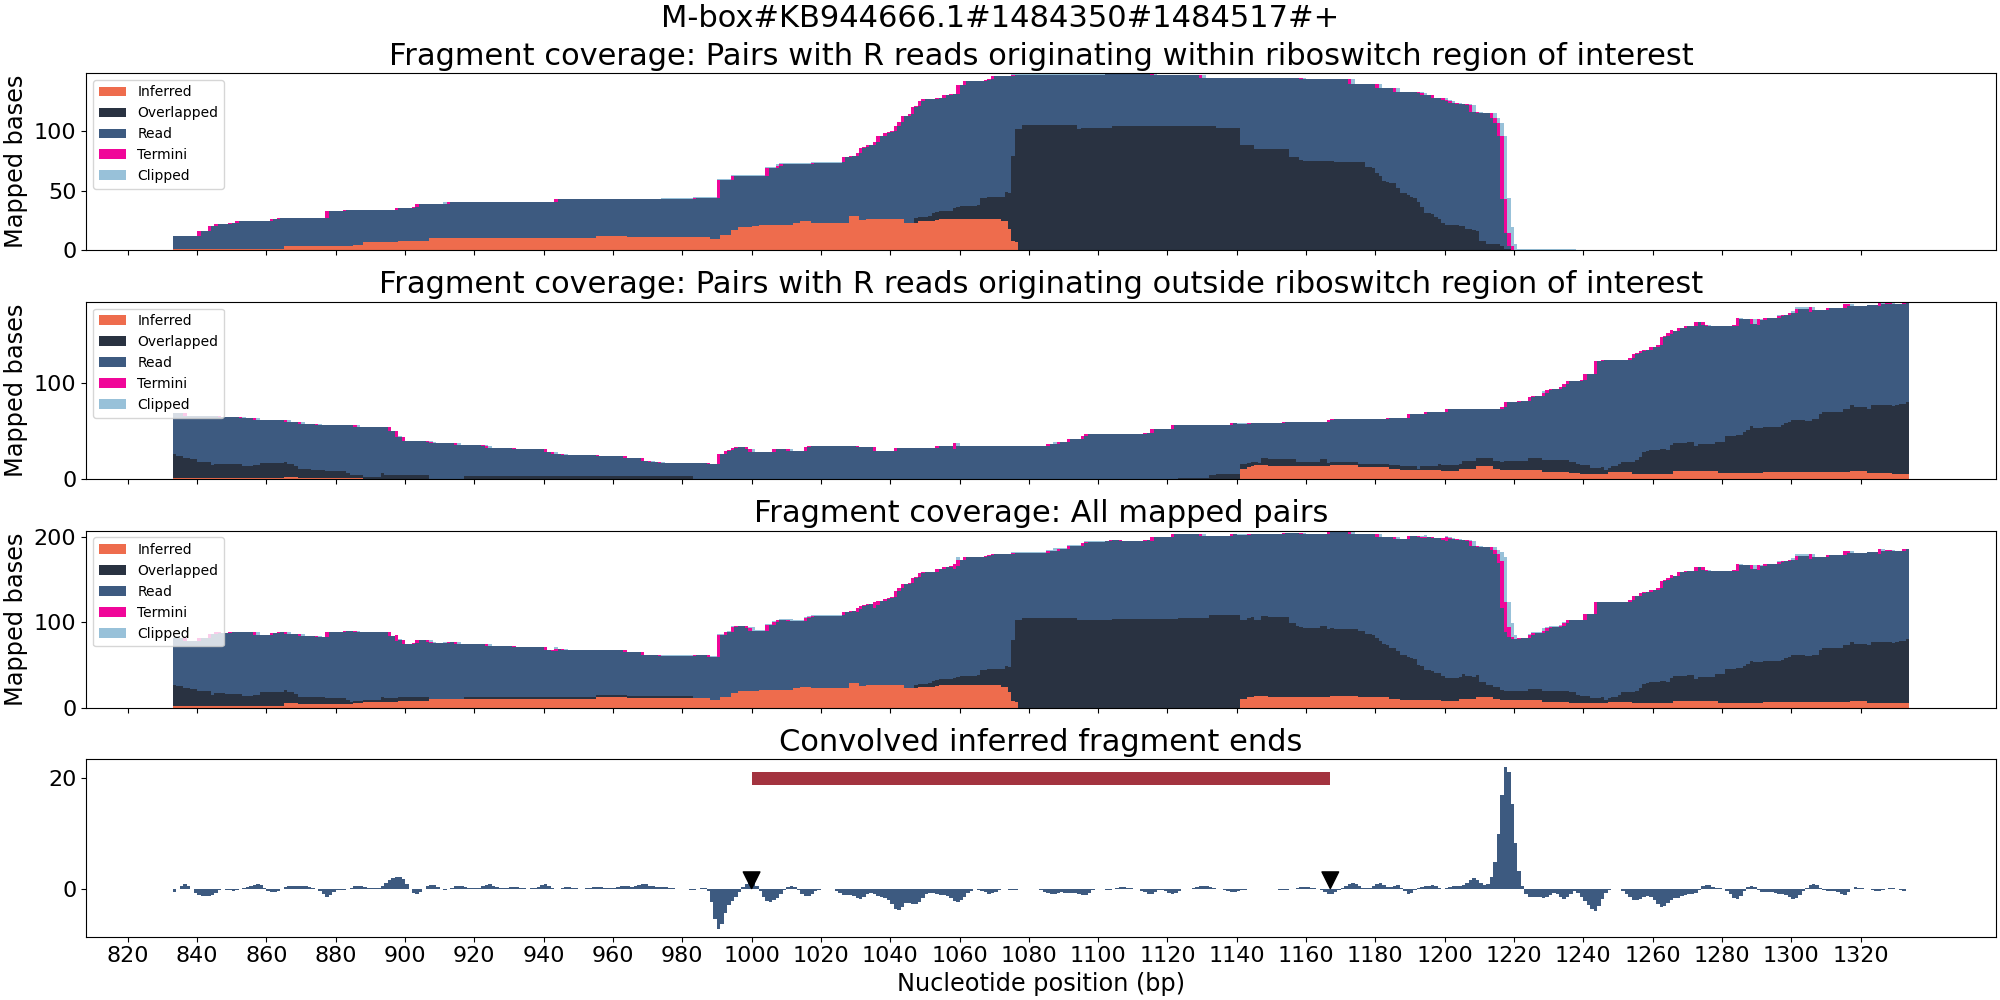 M-box#KB944666.1#1484350#1484517#+
Fragment coverage: Pairs with R reads originating within riboswitch region of interest
Mapped bases
100
50
0
Inferred
Overlapped
Read
Termini
Clipped
Fragment coverage: Pairs with R reads originating outside riboswitch region of interest
Mapped bases
100
0
Inferred
Overlapped
Read
Termini
Clipped
Fragment coverage: All mapped pairs
Mapped bases
200
100
0
Inferred
Overlapped
Read
Termini
Clipped
Convolved inferred fragment ends
20
0
820 840 860 880 900 920 940 960 980 1000 1020 1040 1060 1080 1100 1120 1140 1160 1180 1200 1220 1240 1260 1280 1300 1320
Nucleotide position (bp)